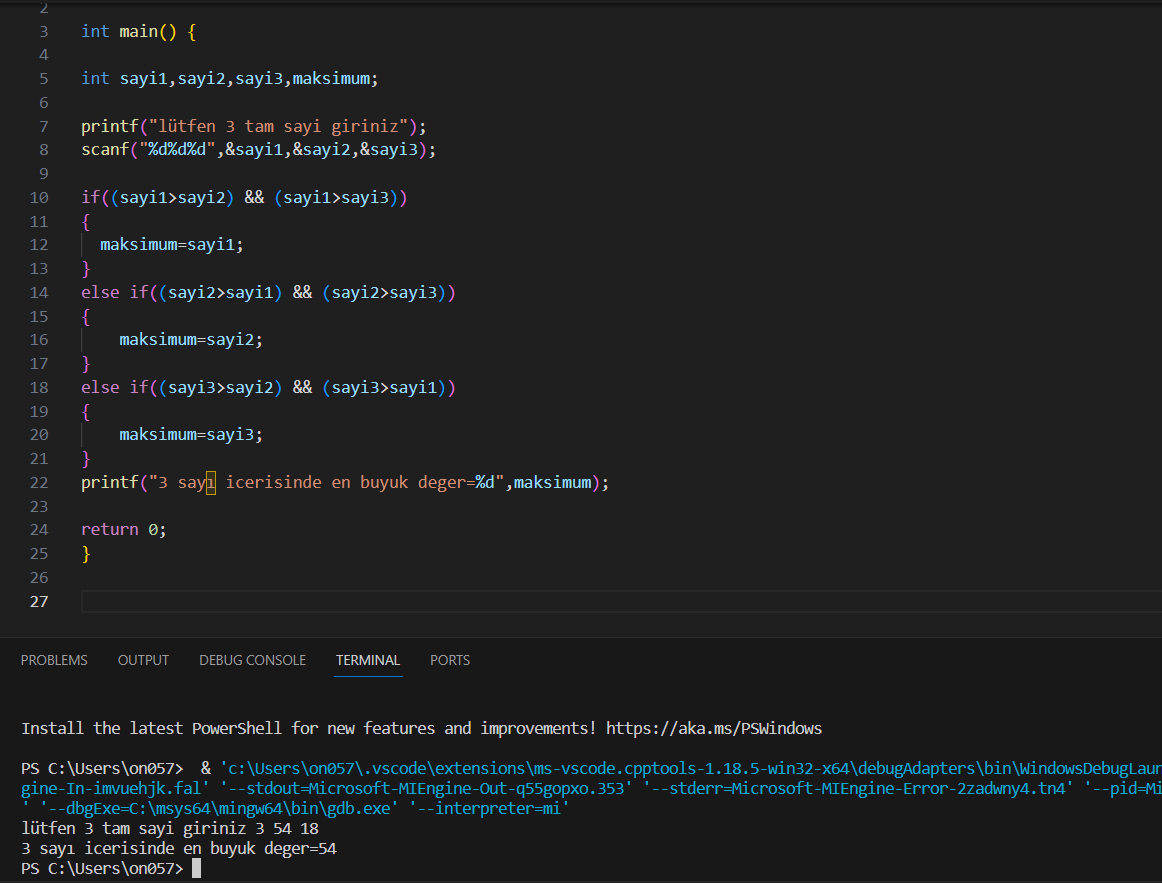 2
3 int main() {
4
5 int sayi1,sayi2,sayi3,maksimum;
6
7 printf("lütfen 3 tam sayi giriniz");
8 scanf("%d%d%d",&sayi1,&sayi2,&sayi3);
9
10 if((sayi1>sayi2) && (sayi1>sayi3))
11 {
12 maksimum=sayi1;
13 }
14 else if((sayi2>sayi1) && (sayi2>sayi3))
15 {
16 maksimum=sayi2;
17 }
18 else if((sayi3>sayi2) && (sayi3>sayi1))
19 {
20 maksimum=sayi3;
21 }
22 printf("3 sayı icerisinde en buyuk deger=%d",maksimum);
23
24 return 0;
25 }
26
27
PROBLEMS OUTPUT DEBUG CONSOLE TERMINAL PORTS
Install the latest PowerShell for new features and improvements! https://aka.ms/PSWindows
PS C:\Users\on057> & 'c:\Users\on057\.vscode\extensions\ms-vscode.cpptools-1.18.5-win32-x64\debugAdapters\bin\WindowsDebugLaun
gine-In-imvuehjk.fal' '--stdout=Microsoft-MIEngine-Out-q55gopxo.353' '--stderr=Microsoft-MIEngine-Error-2zadwny4.tn4' '--pid=Mi
' '--dbgExe=C:\msys64\mingw64\bin\gdb.exe' '--interpreter=mi'
lütfen 3 tam sayi giriniz 3 54 18
3 sayı icerisinde en buyuk deger=54
PS C:\Users\on057>